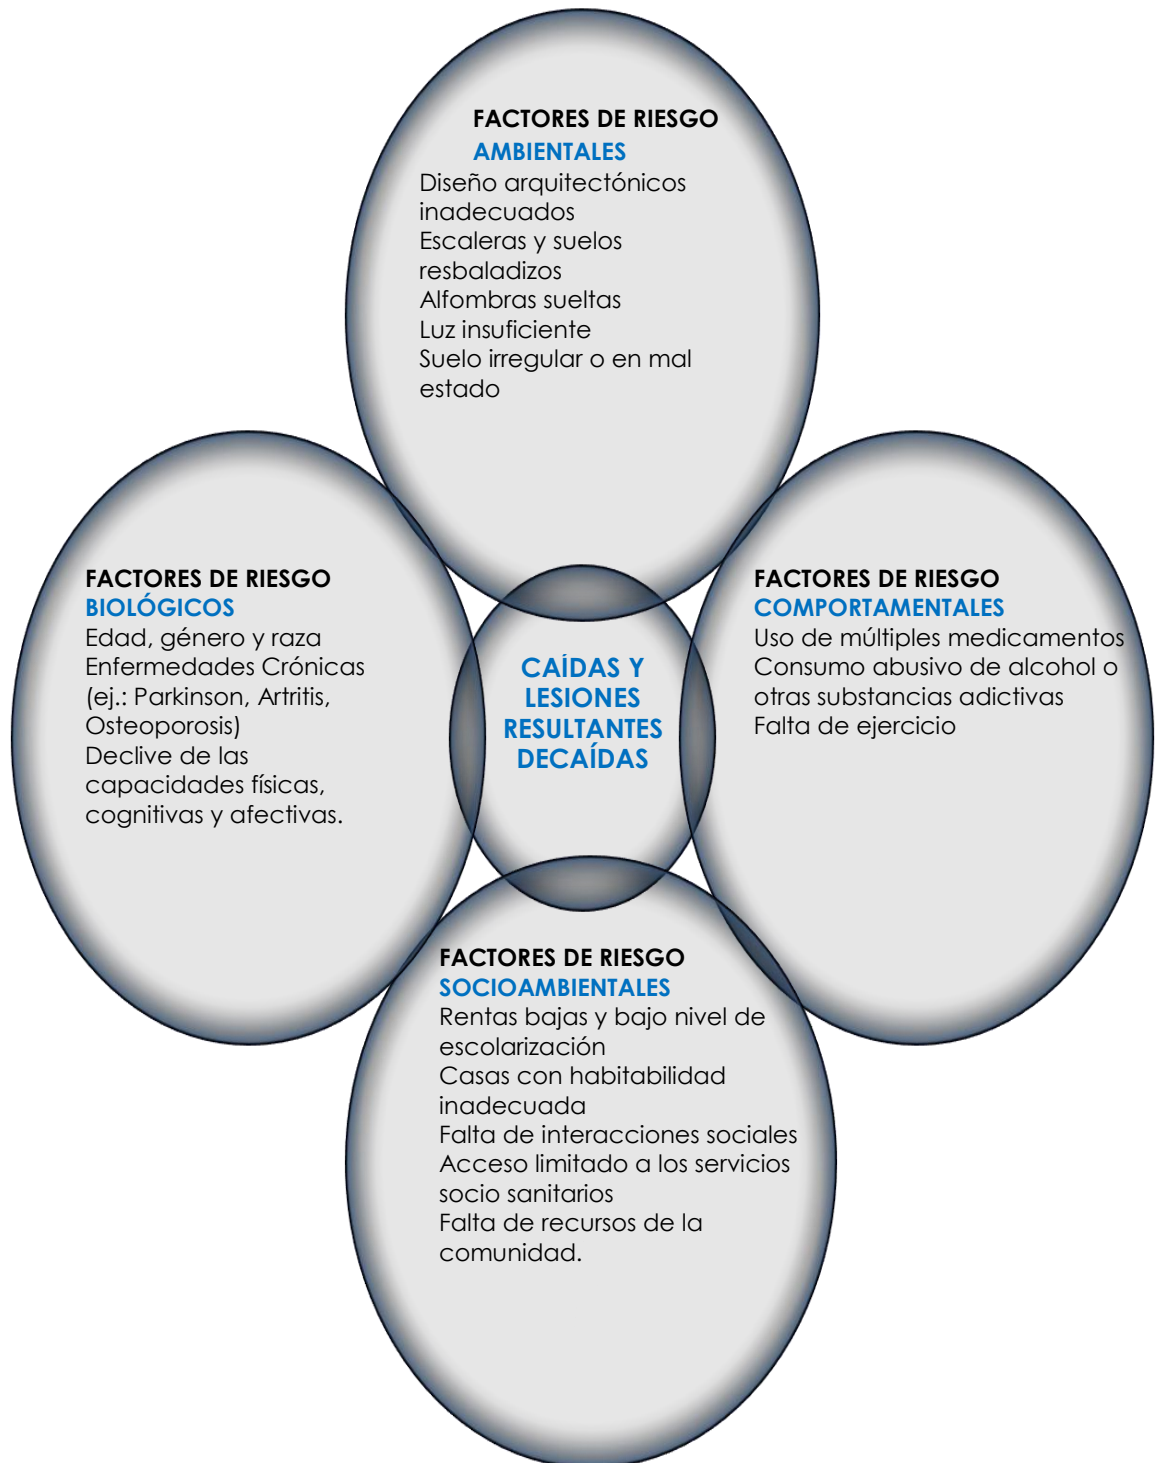 FACTORES DE RIESGO
AMBIENTALES
Diseño arquitectónicos
inadecuados
Escaleras y suelos
resbaladizos
Alfombras sueltas
Luz insuficiente
Suelo irregular o en mal
estado
FACTORES DE RIESGO
BIOLÓGICOS
Edad, género y raza
Enfermedades Crónicas
(ej.: Parkinson, Artritis,
Osteoporosis)
Declive de las
capacidades físicas,
cognitivas y afectivas.
CAÍDAS Y
LESIONES
RESULTANTES
DECAÍDAS
FACTORES DE RIESGO
COMPORTAMENTALES
Uso de múltiples medicamentos
Consumo abusivo de alcohol o
otras substancias adictivas
Falta de ejercicio
FACTORES DE RIESGO
SOCIOAMBIENTALES
Rentas bajas y bajo nivel de
escolarización
Casas con habitabilidad
inadecuada
Falta de interacciones sociales
Acceso limitado a los servicios
socio sanitarios
Falta de recursos de la
comunidad.